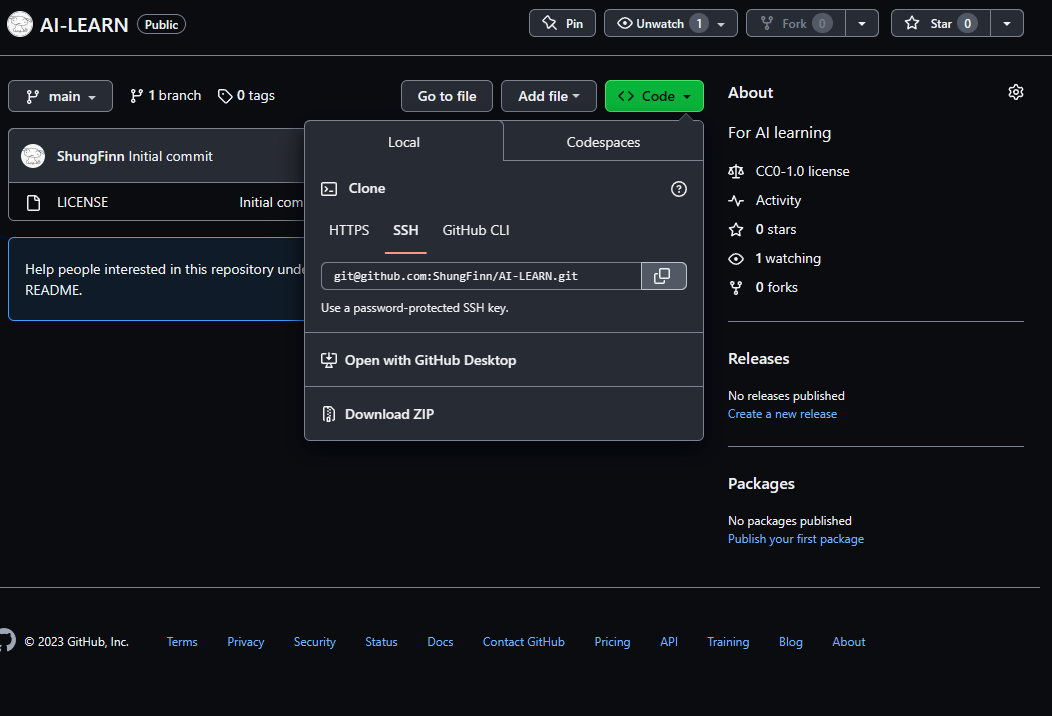 AI-LEARN Public Pin Unwatch 1 Fork 0 Star 0
main 1 branch 0 tags Go to file Add file <> Code
ShungFinn Initial commit
LICENSE Initial com
Help people interested in this repository unde
README.
Local Codespaces
Clone
HTTPS SSH GitHub CLI
git@github.com:ShungFinn/AI-LEARN.git
Use a password-protected SSH key.
Open with GitHub Desktop
Download ZIP
About
For AI learning
CC0-1.0 license
Activity
0 stars
1 watching
0 forks
Releases
No releases published
Create a new release
Packages
No packages published
Publish your first package
© 2023 GitHub, Inc. Terms Privacy Security Status Docs Contact GitHub Pricing API Training Blog About